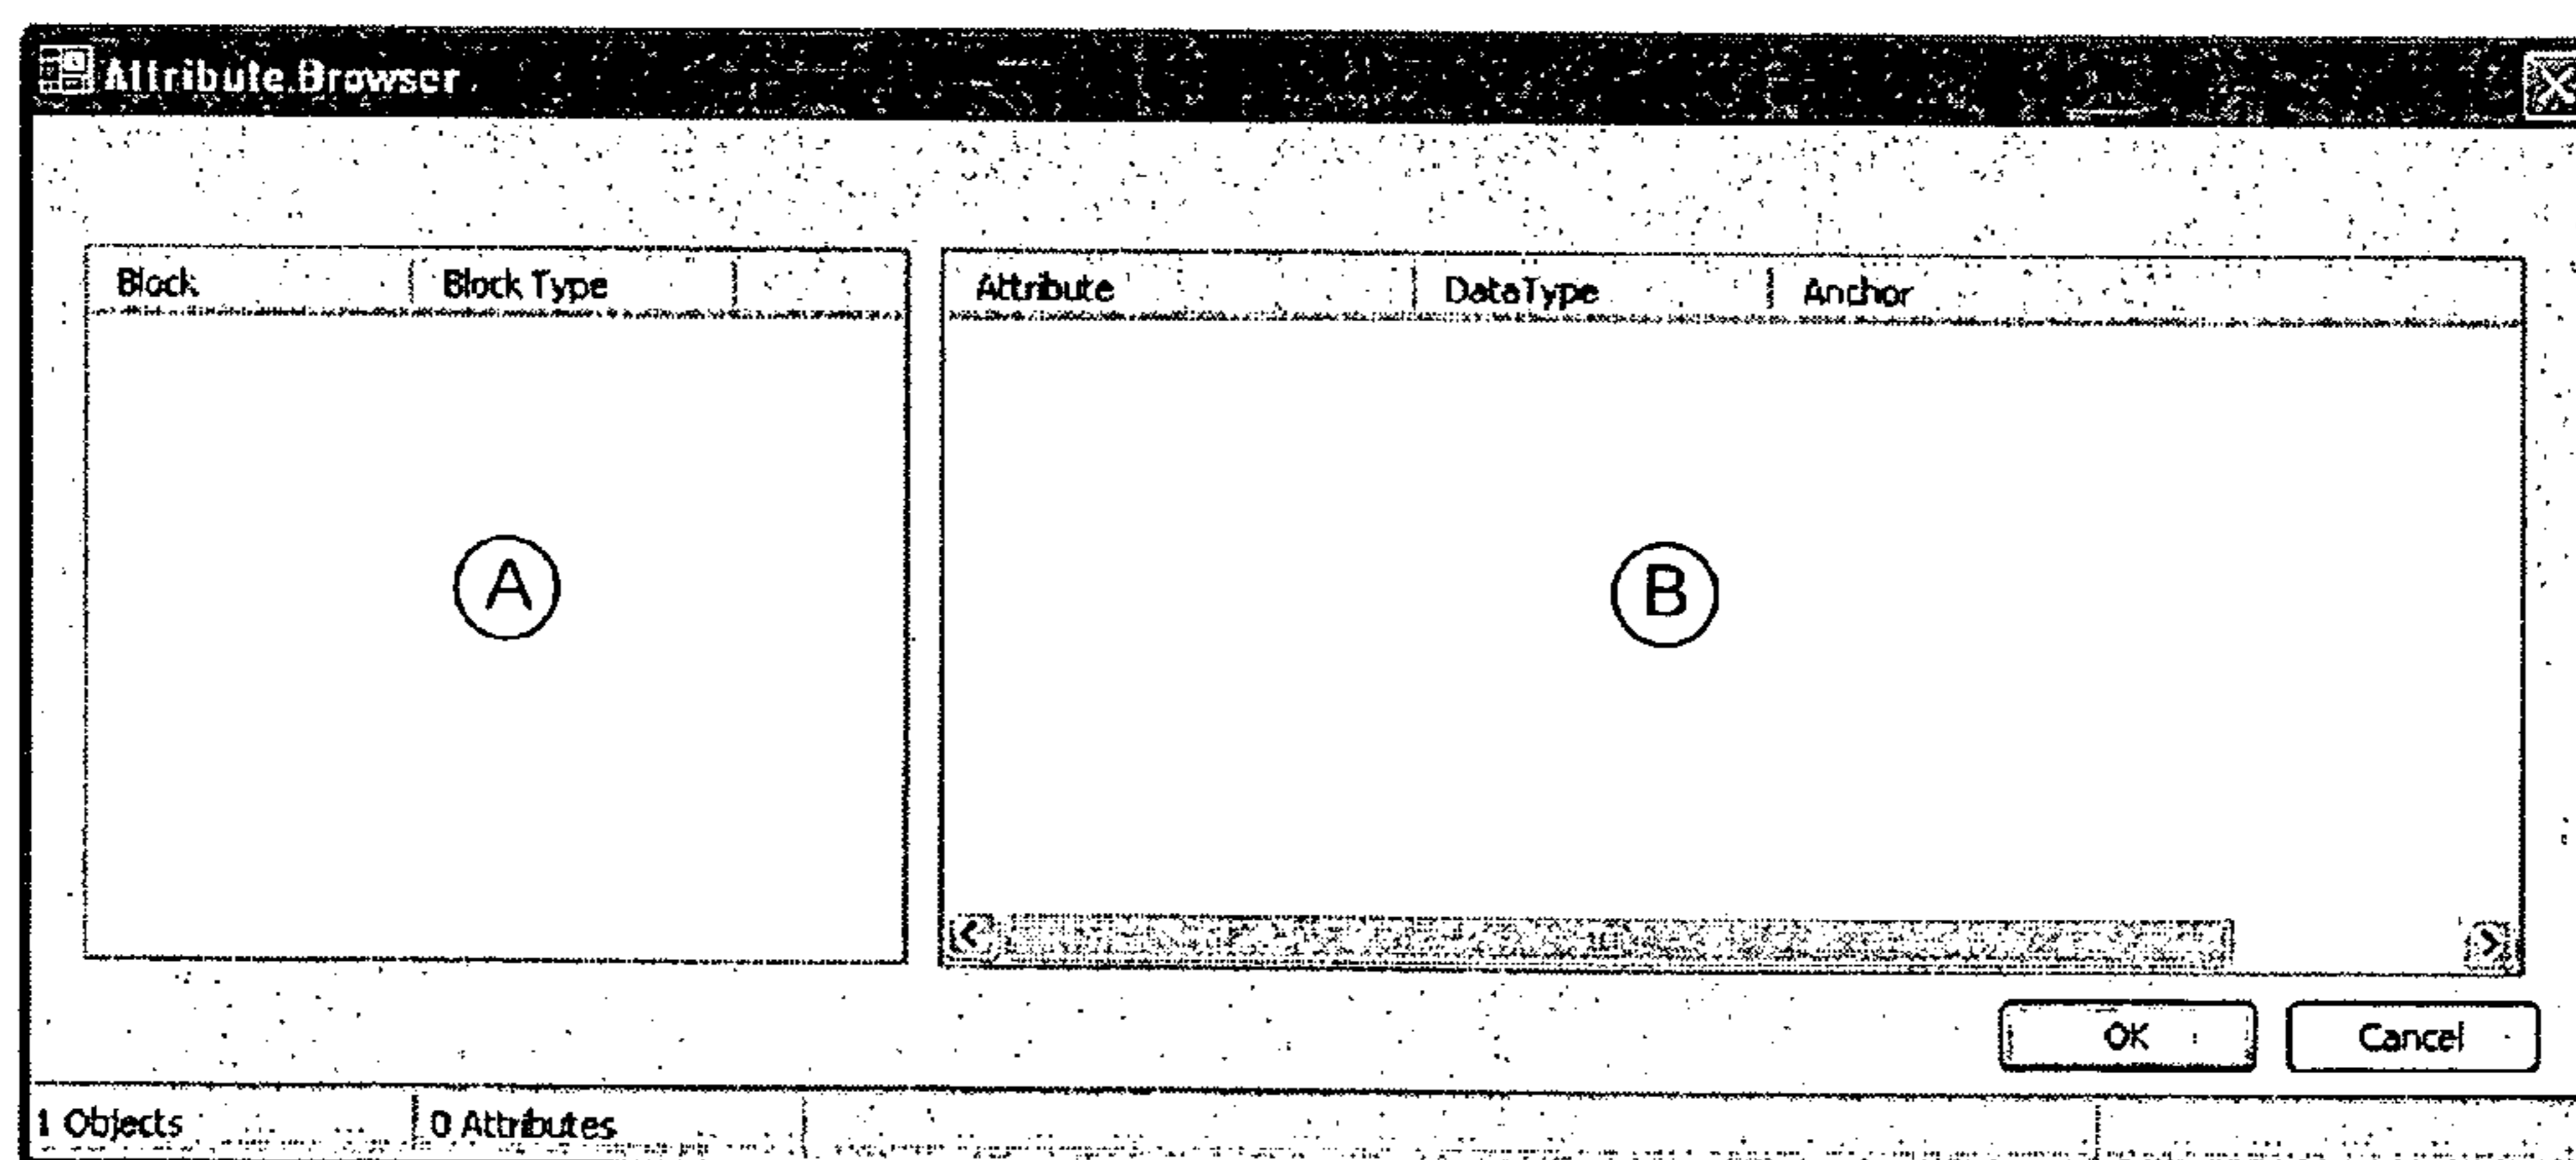 Attribute Browser
Block Block Type Attribute DataType Anchor
A B
OK Cancel
1 Objects 0 Attributes